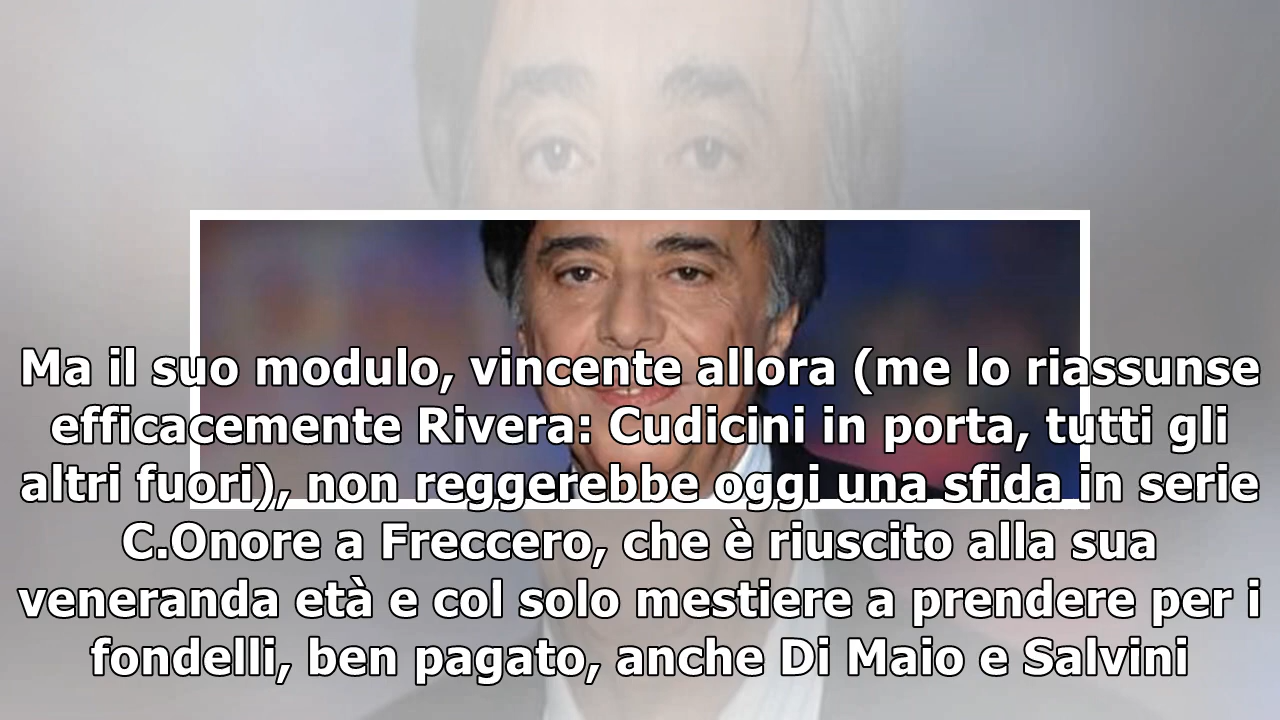 Ma il suo modulo, vincente allora (me lo riassunse
efficacemente Rivera: Cudicini in porta, tutti gli
altri fuori), non reggerebbe oggi una sfida in serie
C.Onore a Freccero, che è riuscito alla sua
veneranda età e col solo mestiere a prendere per i
fondelli, ben pagato, anche Di Maio e Salvini